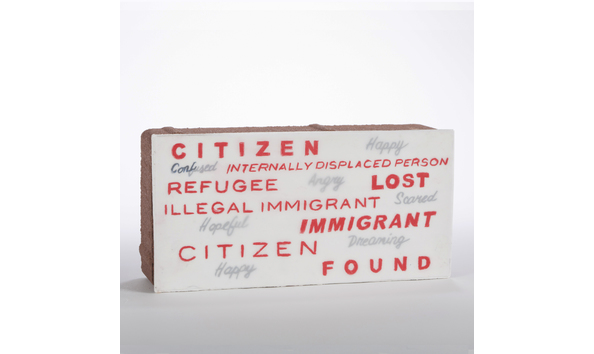 CITIZEN Happy
Confused INTERNALLY DISPLACED PERSON
REFUGEE Angry LOST
ILLEGAL IMMIGRANT Scared
Hopeful IMMIGRANT
CITIZEN Dreaming
Happy FOUND